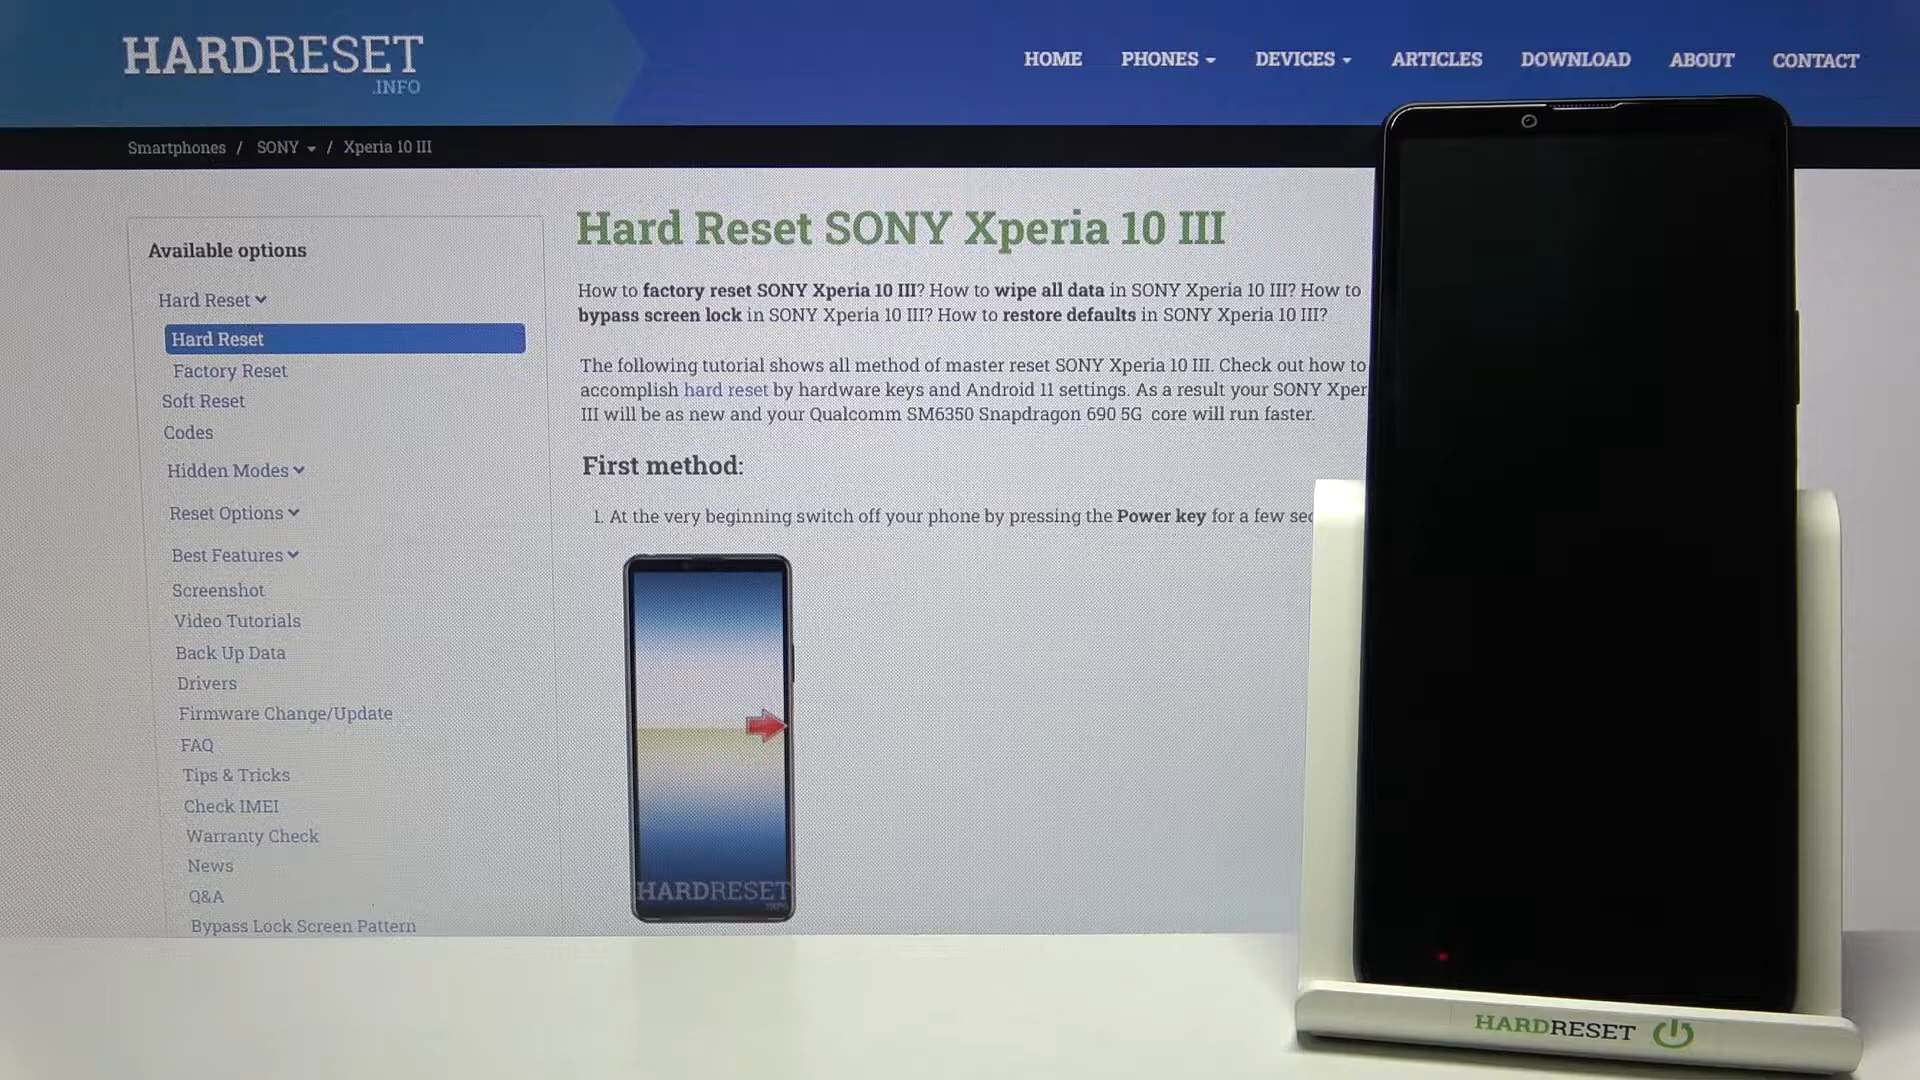 HARDRESET
.INFO
HOME PHONES DEVICES ARTICLES DOWNLOAD ABOUT CONTACT
Smartphones / SONY / Xperia 10 III
Available options
Hard Reset
Hard Reset
Factory Reset
Soft Reset
Codes
Hidden Modes
Reset Options
Best Features
Screenshot
Video Tutorials
Back Up Data
Drivers
Firmware Change/Update
FAQ
Tips & Tricks
Check IMEI
Warranty Check
News
Q&A
Bypass Lock Screen Pattern
Hard Reset SONY Xperia 10 III
How to factory reset SONY Xperia 10 III? How to wipe all data in SONY Xperia 10 III? How to
bypass screen lock in SONY Xperia 10 III? How to restore defaults in SONY Xperia 10 III?
The following tutorial shows all method of master reset SONY Xperia 10 III. Check out how to
accomplish hard reset by hardware keys and Android 11 settings. As a result your SONY Xper
III will be as new and your Qualcomm SM6350 Snapdragon 690 5G core will run faster.
First method:
1. At the very beginning switch off your phone by pressing the Power key for a few sec
HARDRESET
.INFO
HARDRESET